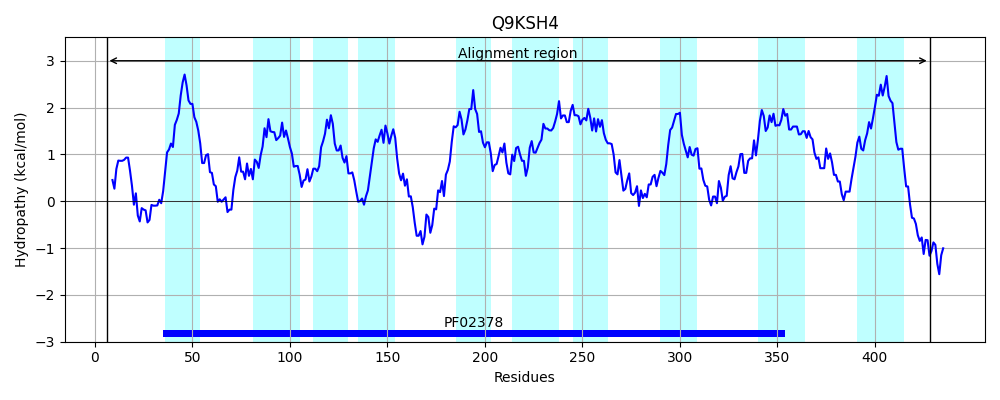 Q9KSH4
Alignment region
3
2
1
0
−1
−2
−3
Hydropathy (kcal/mol)
PF02378
0 50 100 150 200 250 300 350 400
Residues